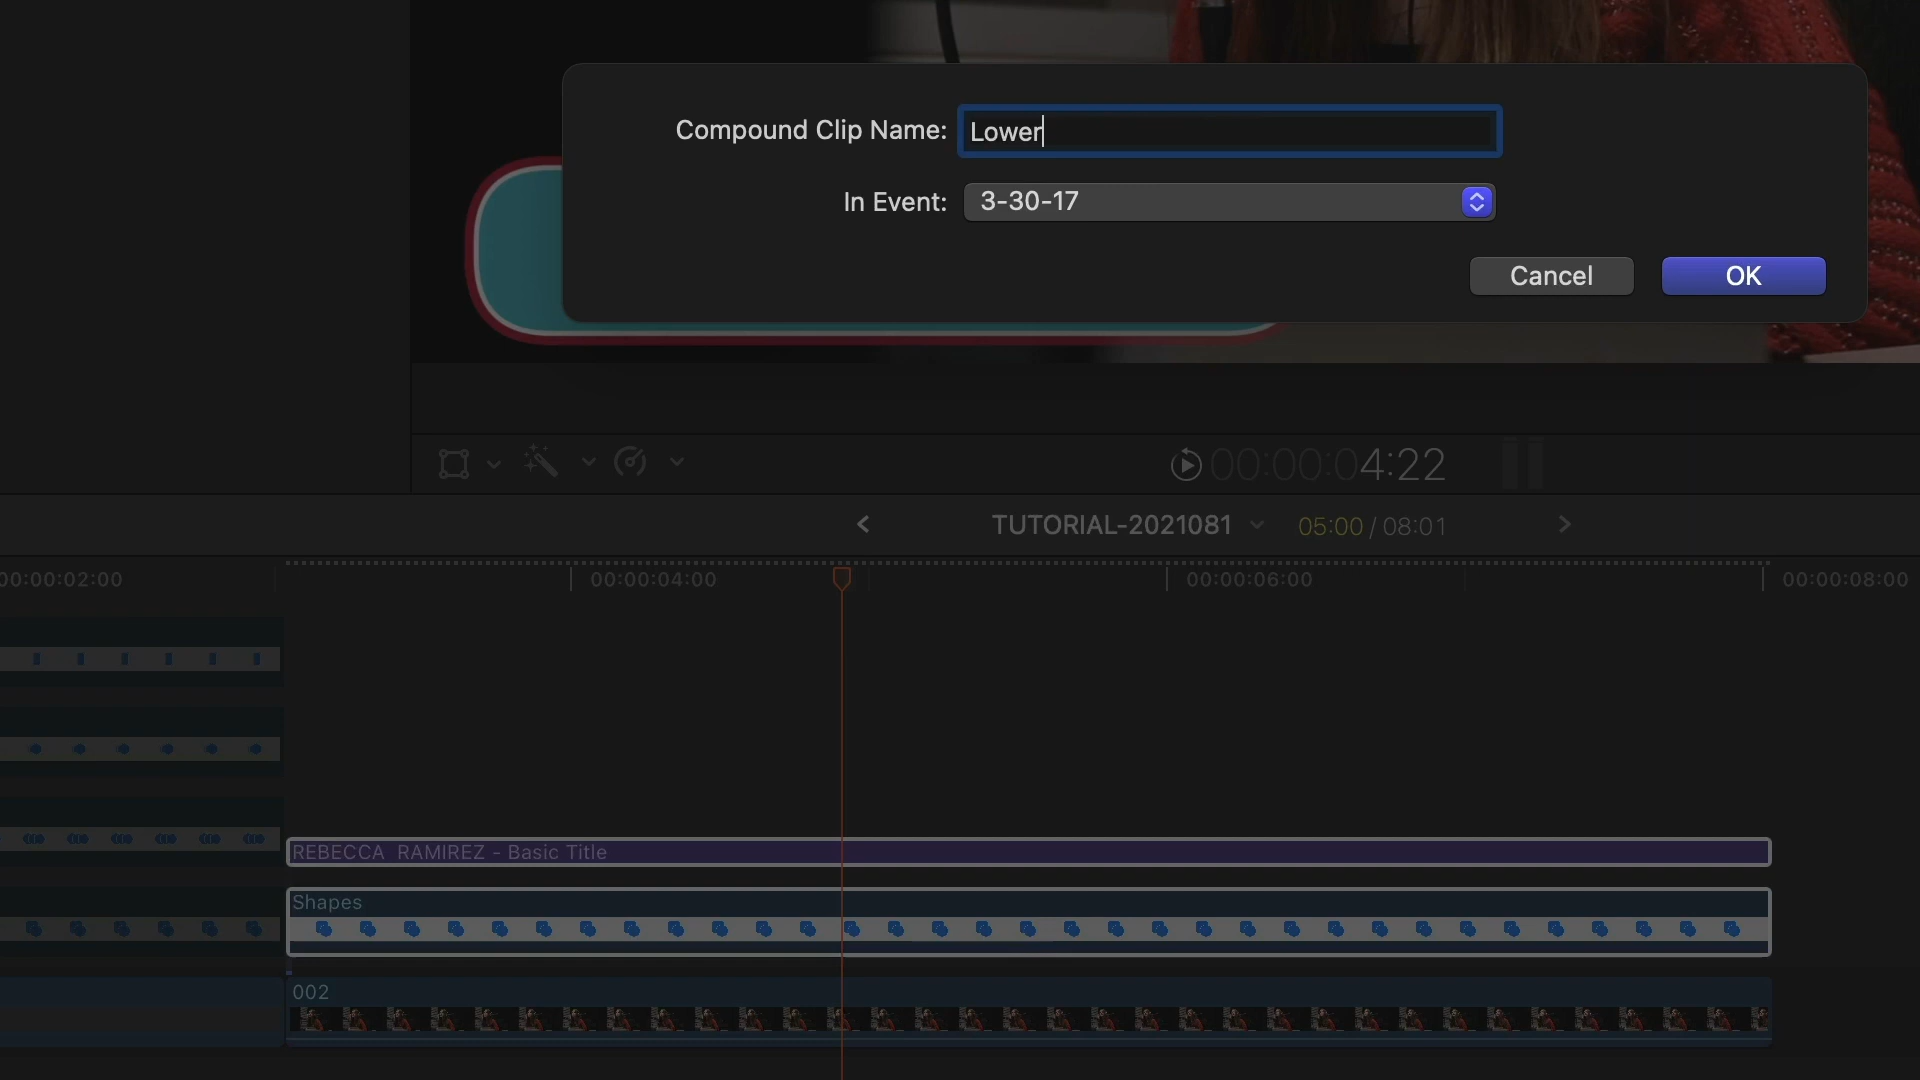 Compound Clip Name: Lower
In Event: 3-30-17
Cancel OK
00:00:04:22
TUTORIAL-2021081 05:00 / 08:01
00:00:02:00 00:00:04:00 00:00:06:00 00:00:08:00
REBECCA RAMIREZ - Basic Title
Shapes
002